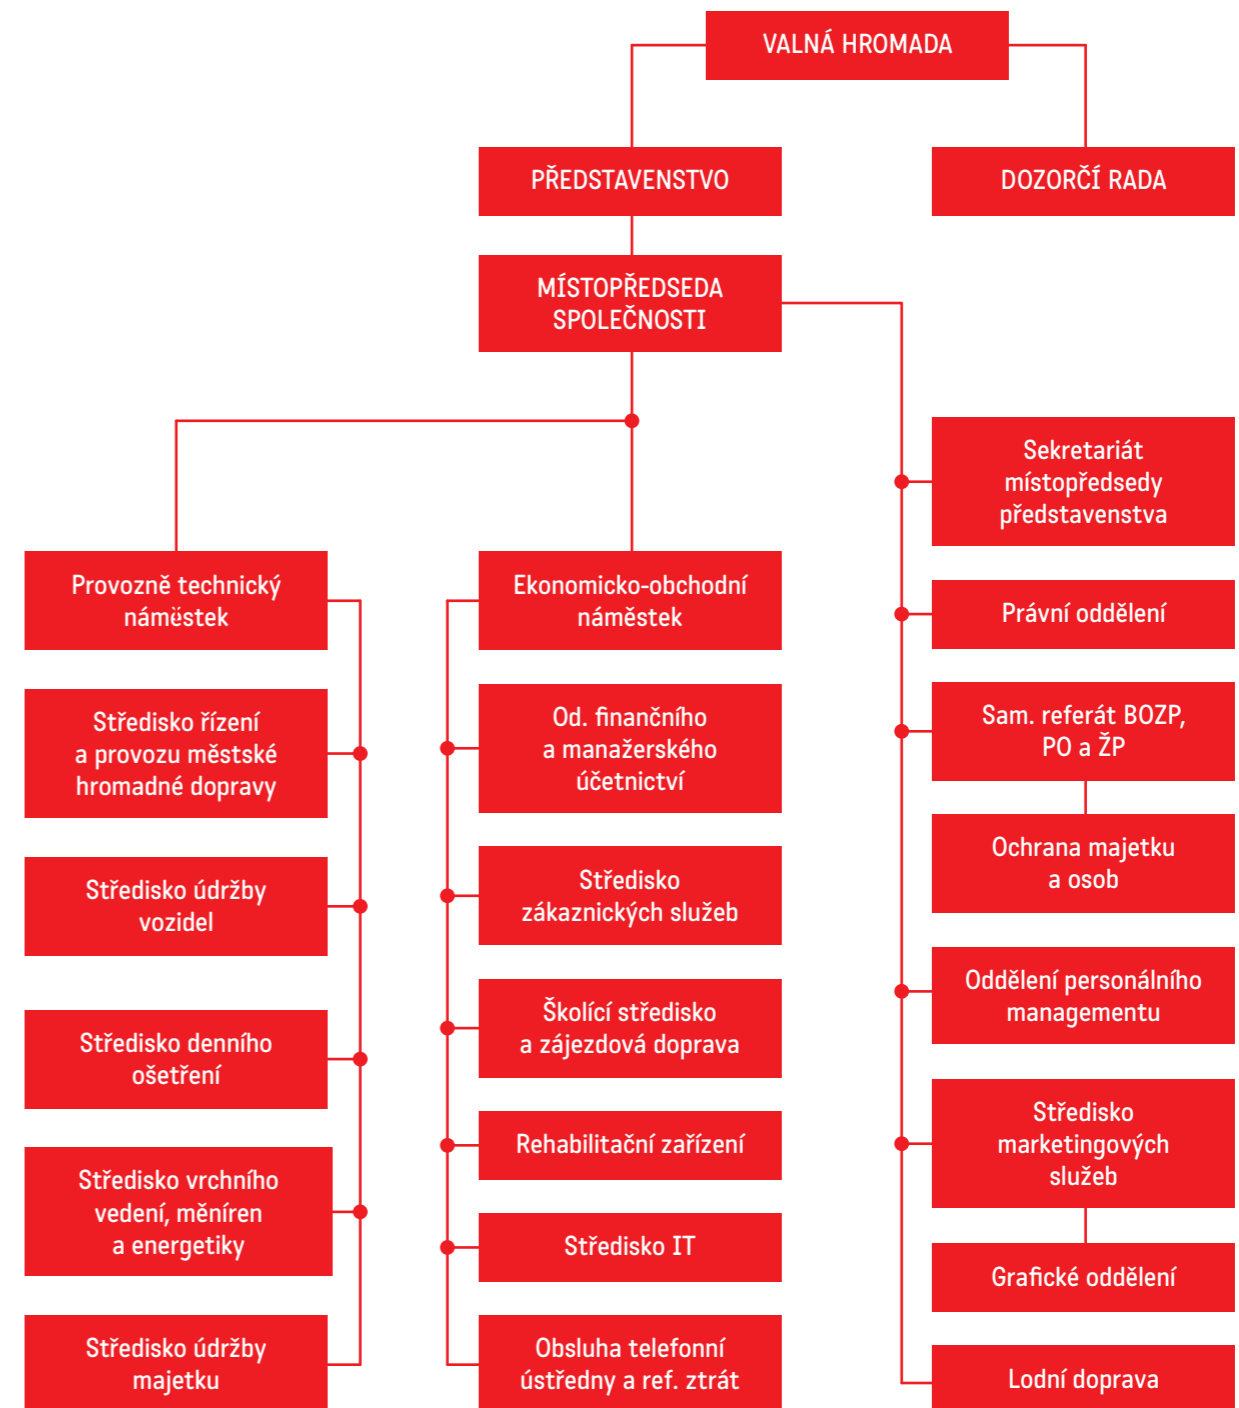 VALNÁ HROMADA
PŘEDSTAVENSTVO
DOZORČÍ RADA
MÍSTOPŘEDSEDA
SPOLEČNOSTI
Provozně technický
náměstek
Středisko řízení
a provozu městské
hromadné dopravy
Středisko údržby
vozidel
Středisko denního
ošetření
Středisko vrchního
vedení, měníren
a energetiky
Středisko údržby
majetku
Ekonomicko-obchodní
náměstek
Od. finančního
a manažerského
účetnictví
Středisko
zákaznických služeb
Školící středisko
a zájezdová doprava
Rehabilitační zařízení
Středisko IT
Obsluha telefonní
ústředny a ref. ztrát
Sekretariát
místopředsedy
představenstva
Právní oddělení
Sam. referát BOZP,
PO a ŽP
Ochrana majetku
a osob
Oddělení personálního
managementu
Středisko
marketingových
služeb
Grafické oddělení
Lodní doprava